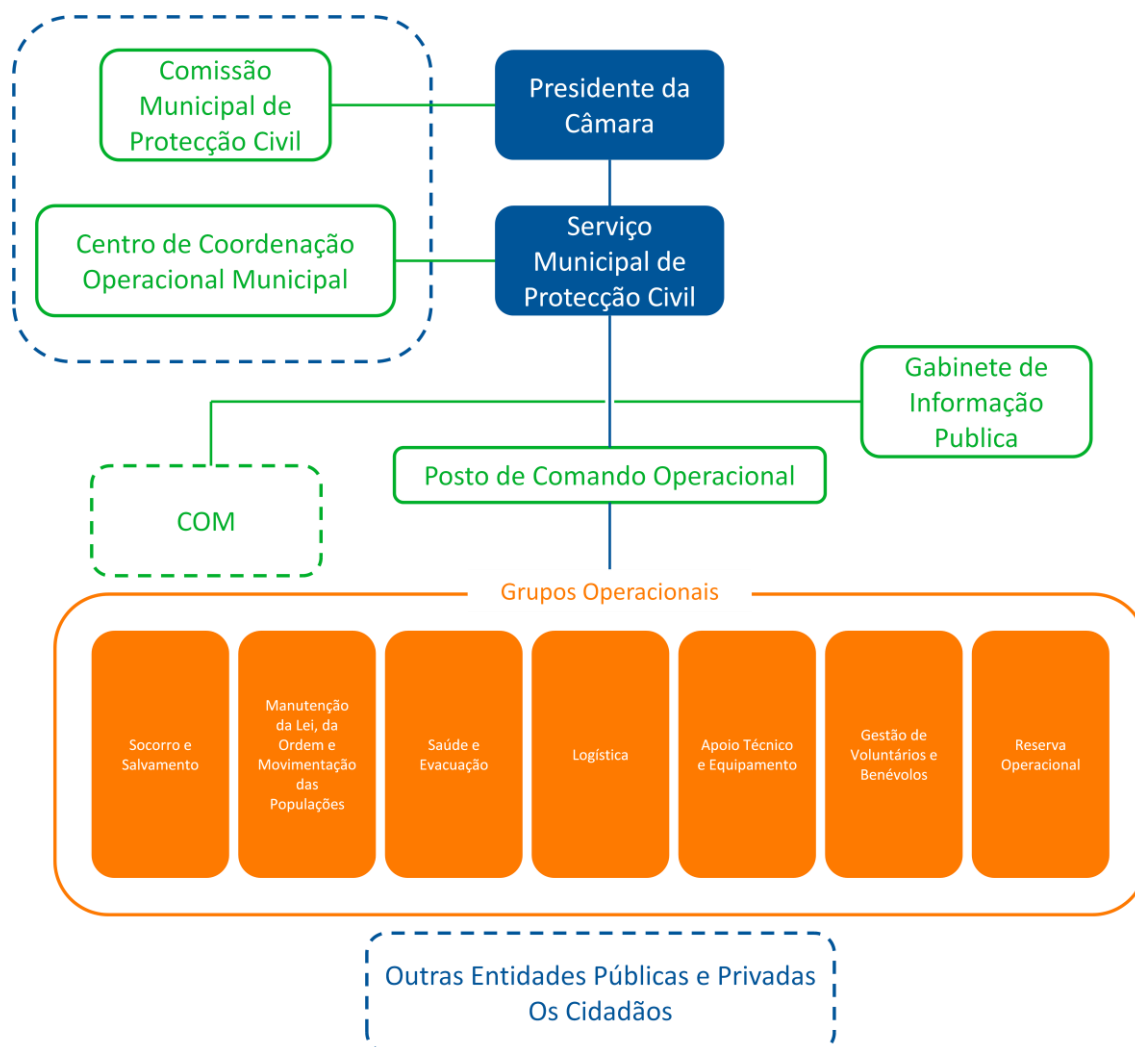 Comissão
Municipal de
Protecção Civil
Presidente da
Câmara
Centro de Coordenação
Operacional Municipal
Serviço
Municipal de
Protecção Civil
Gabinete de
Informação
Publica
Posto de Comando Operacional
COM
Grupos Operacionais
Socorro e
Salvamento
Manutenção
da Lei, da
Ordem e
Movimentação
das
Populações
Saúde e
Evacuação
Logística
Apoio Técnico
e Equipamento
Gestão de
Voluntários e
Benévolos
Reserva
Operacional
Outras Entidades Públicas e Privadas
Os Cidadãos